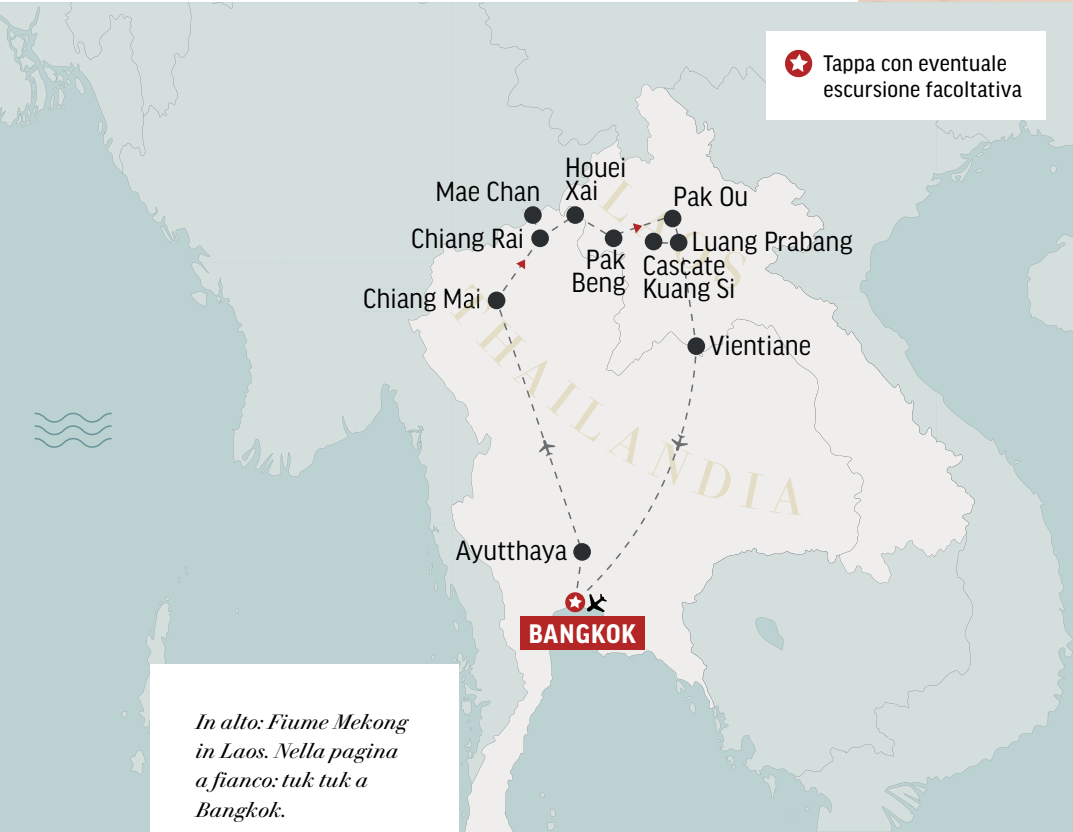 Tappa con eventuale
escursione facoltativa
Houei
Xai
Mae Chan
Pak Ou
Chiang Rai
Luang Prabang
Pak
Beng
Cascate
Kuang Si
Chiang Mai
Vientiane
LAOS
THAILANDIA
Ayutthaya
BANGKOK
In alto: Fiume Mekong
in Laos. Nella pagina
a fianco: tuk tuk a
Bangkok.